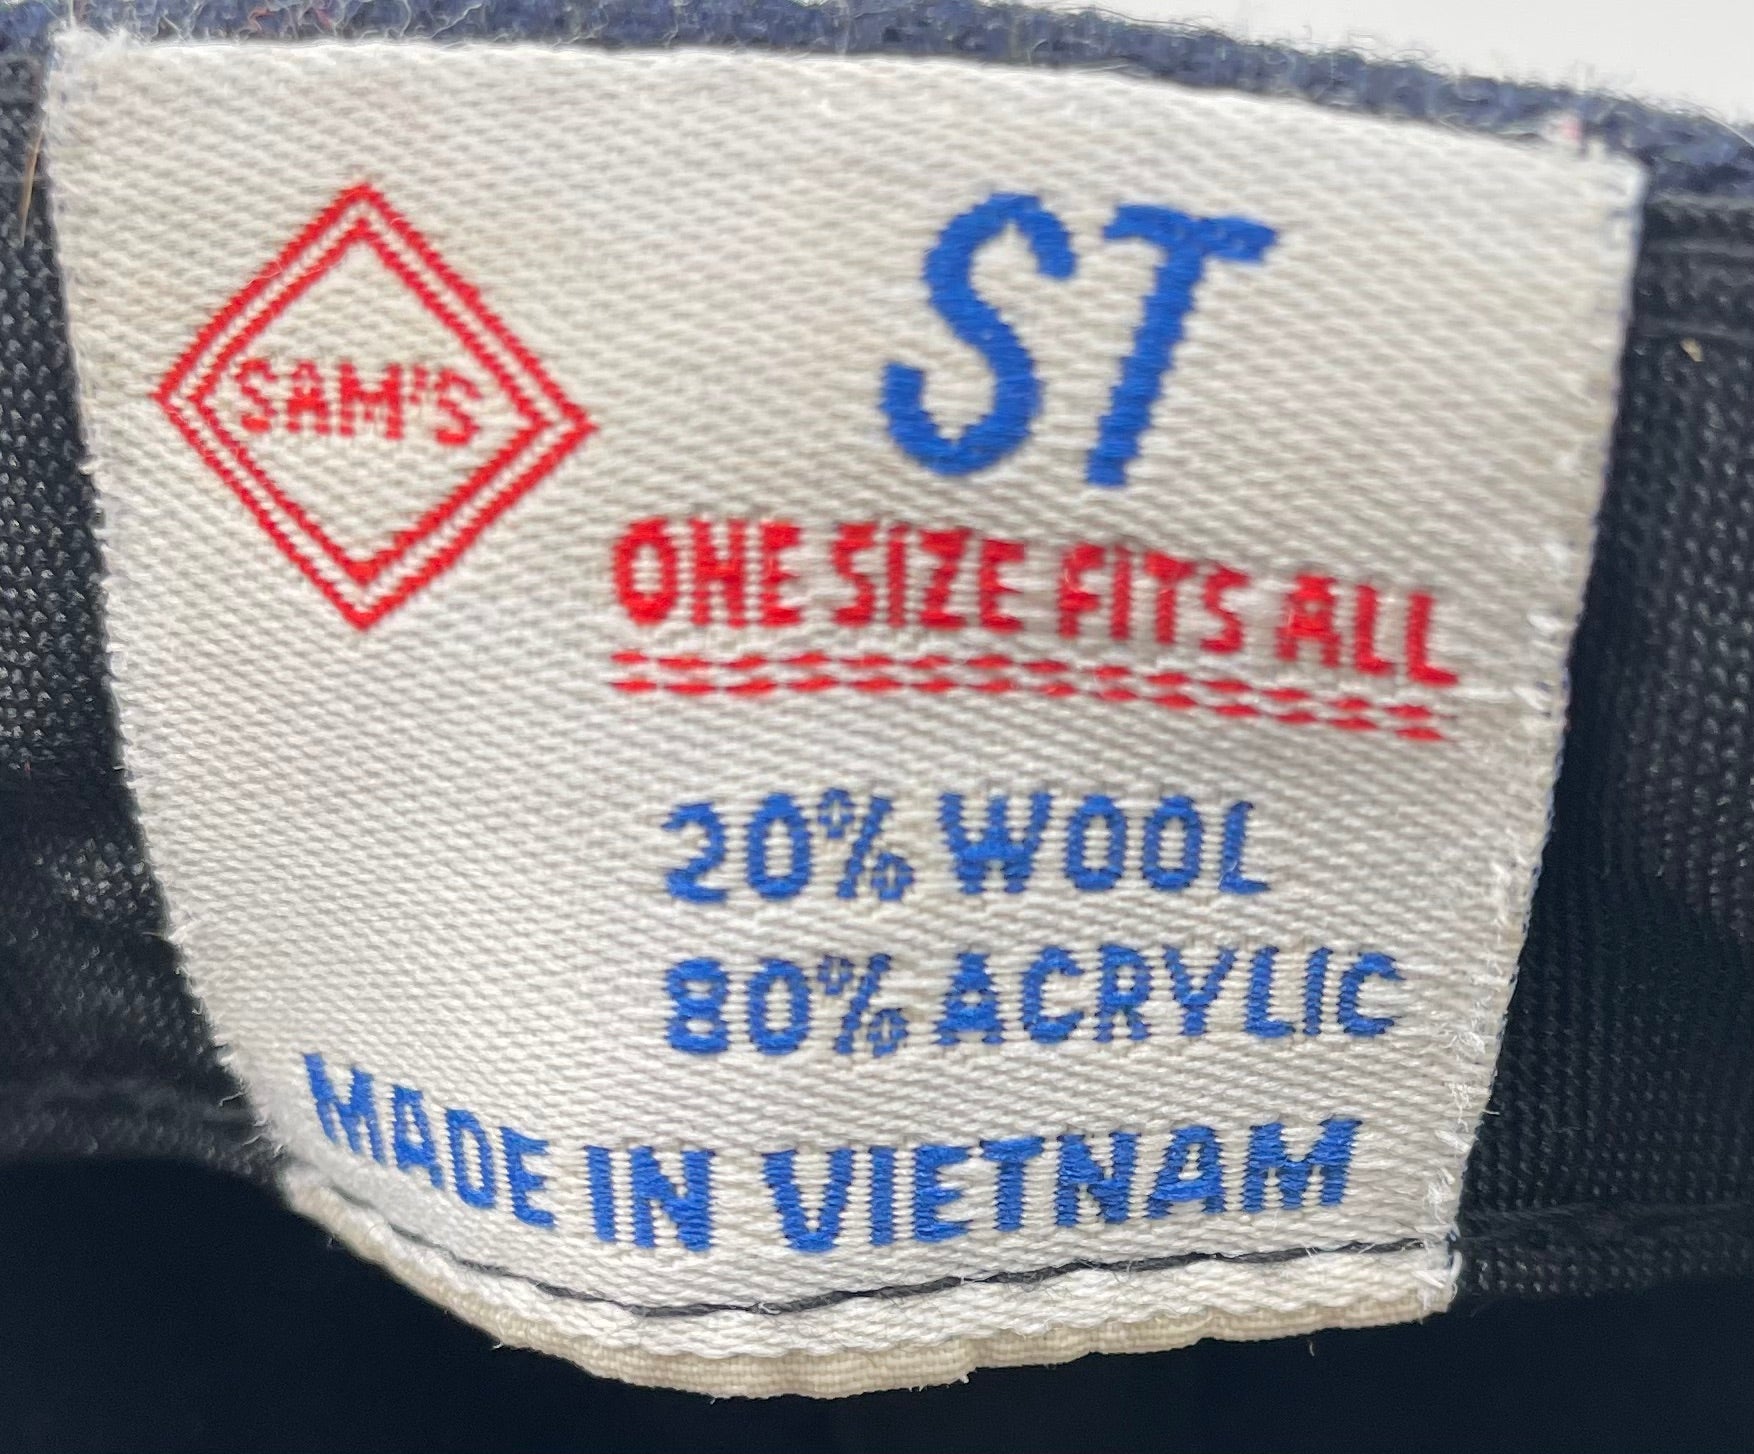 SAM'S
ST
ONE SIZE FITS ALL
20% WOOL
80% ACRYLIC
MADE IN VIETNAM